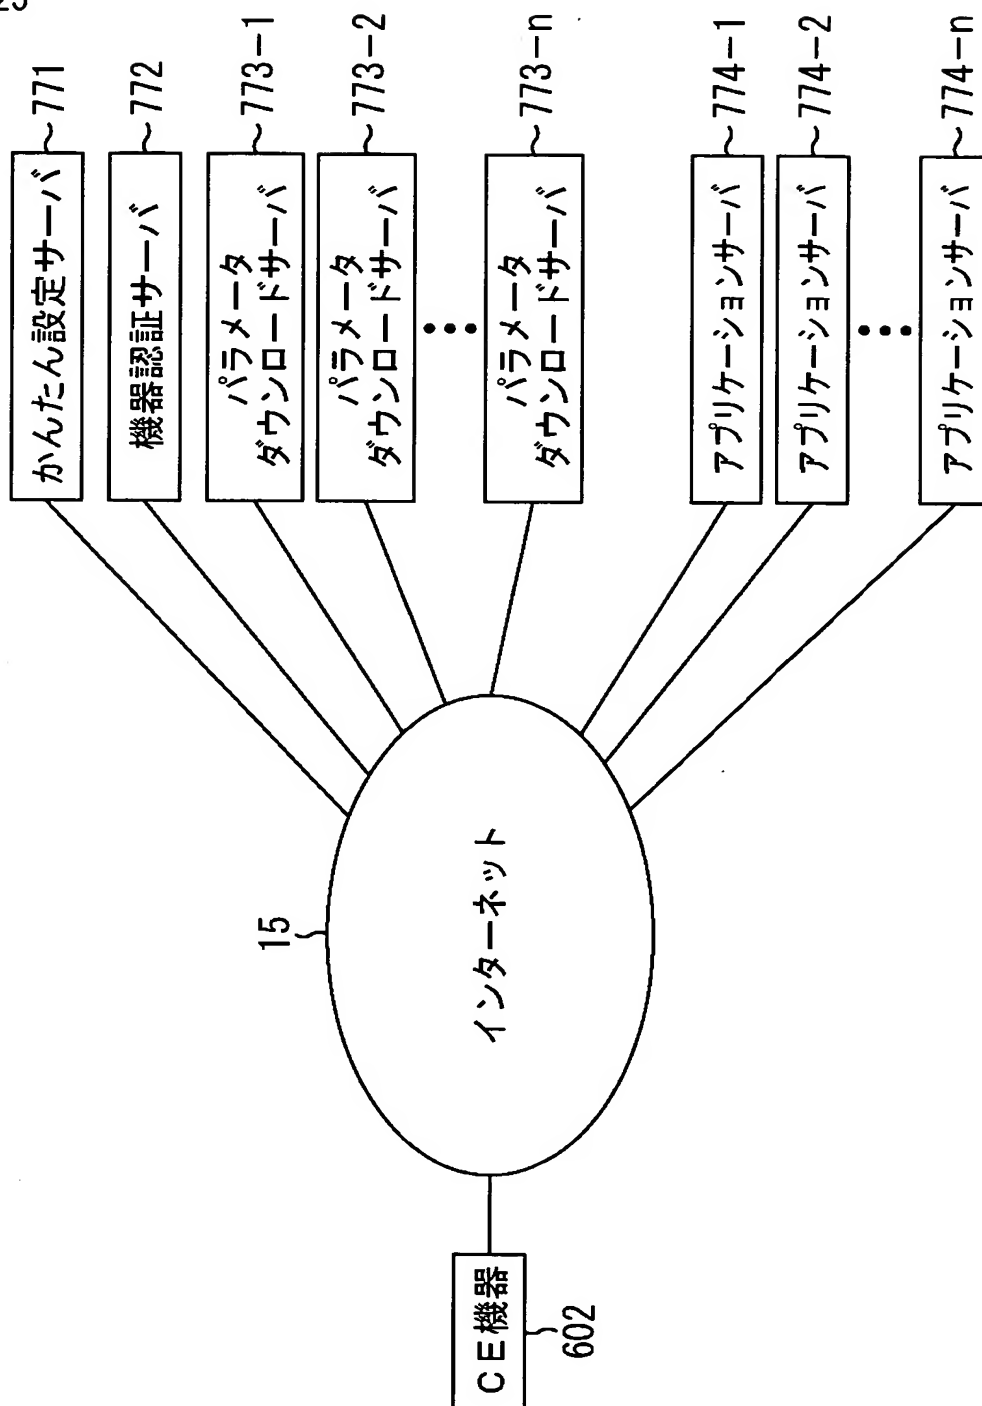 25
かんたん設定サーバ
~771
機器認証サーバ
~772
パラメータ
ダウンロードサーバ
~773-1
パラメータ
ダウンロードサーバ
~773-2
•••
パラメータ
ダウンロードサーバ
~773-n
アプリケーションサーバ
~774-1
アプリケーションサーバ
~774-2
•••
アプリケーションサーバ
~774-n
15
インターネット
CE機器
602